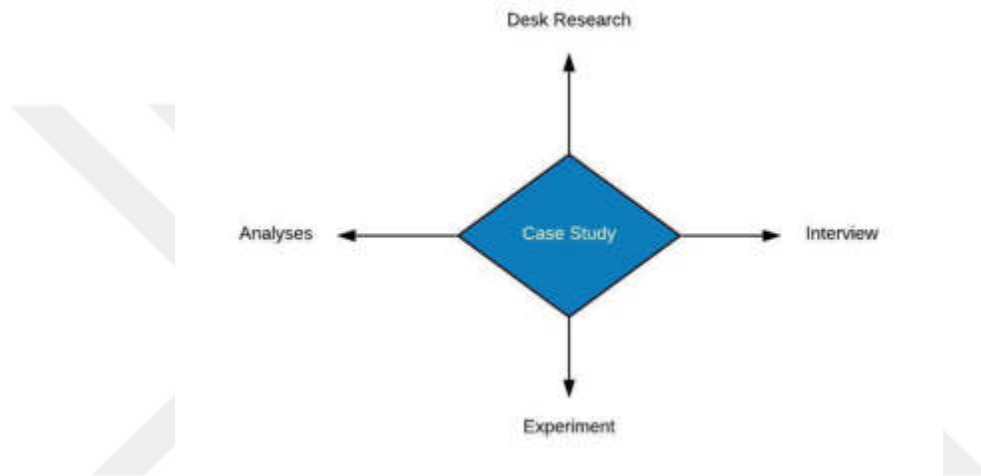 Desk Research
Analyses
Case Study
Interview
Experiment